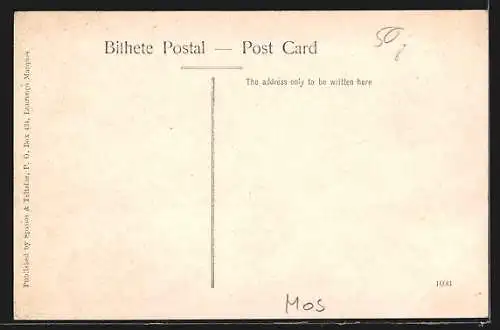 Bilhete Postal — Post Card
The address only to be written here
Published by Spanos & Tsitsias, P. O. Box 434, Lourenço Marques
1031
MOS
50